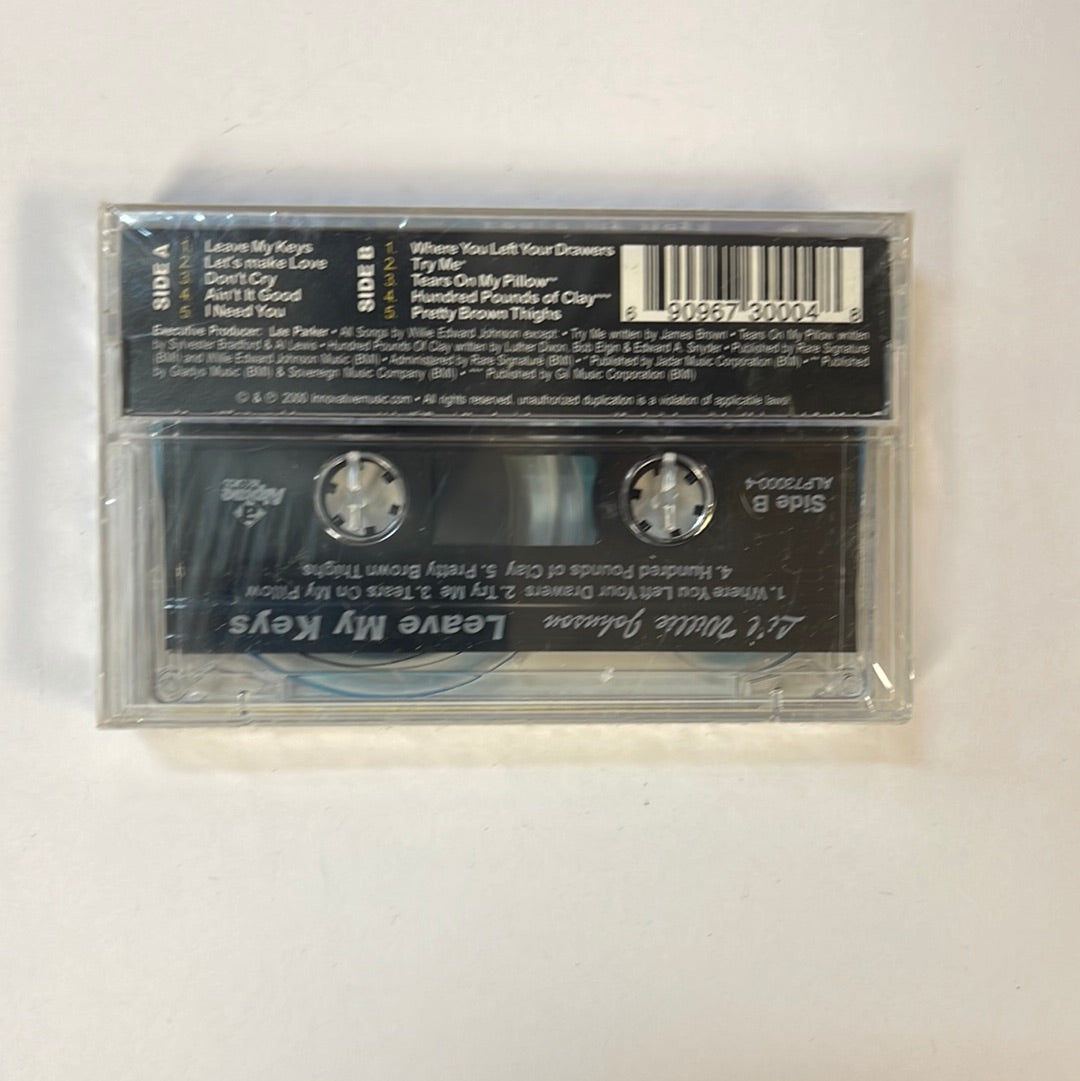 SIDE A
1. Leave My Keys
2. Let's make Love
3. Don't Cry
4. Ain't it Good
5. I Need You
SIDE B
1. Where You Left Your Drawers
2. Try Me*
3. Tears On My Pillow**
4. Hundred Pounds of Clay***
5. Pretty Brown Thighs
6 90967 30004 8
Executive Producer: Lee Parker • All Songs by Willie Edward Johnson except: • Try Me written by James Brown • Tears On My Pillow written
by Sylvester Bradford & Al Lewis • Hundred Pounds Of Clay written by Luther Dixon, Bob Elgin & Edward A. Snyder • Published by Rare Signature
(BMI) and Willie Edward Johnson Music (BMI) • Administered by Rare Signature (BMI) • * Published by Jadar Music Corporation (BMI) • ** Published
by Gladys Music (BMI) & Sovereign Music Company (BMI) • *** Published by Gil Music Corporation (BMI)
© & ℗ 2000 innovativemusic.com • All rights reserved. unauthorized duplication is a violation of applicable laws
Li'l Willie Johnson Leave My Keys
1. Where You Left Your Drawers 2. Try Me 3. Tears On My Pillow
4. Hundred Pounds of Clay 5. Pretty Brown Thighs
Side B
ALP73000-4
a
Alpine